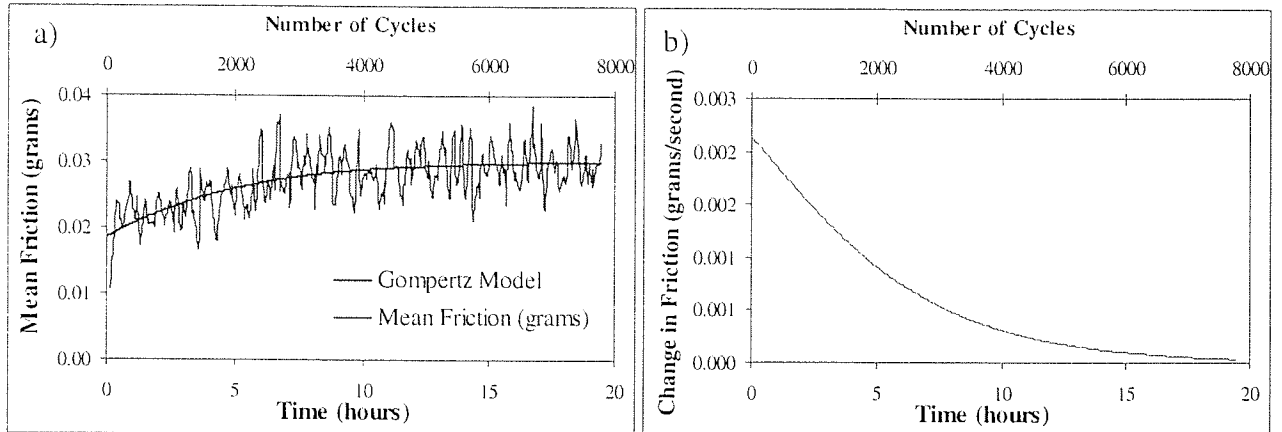 a)
Number of Cycles
0 2000 4000 6000 8000
Mean Friction (grams)
0.04
0.03
0.02
0.01
0.00
Gompertz Model
Mean Friction (grams)
0 5 10 15 20
Time (hours)
b)
Number of Cycles
0 2000 4000 6000 8000
Change in Friction (grams/second)
0.003
0.002
0.002
0.001
0.001
0.000
0 5 10 15 20
Time (hours)